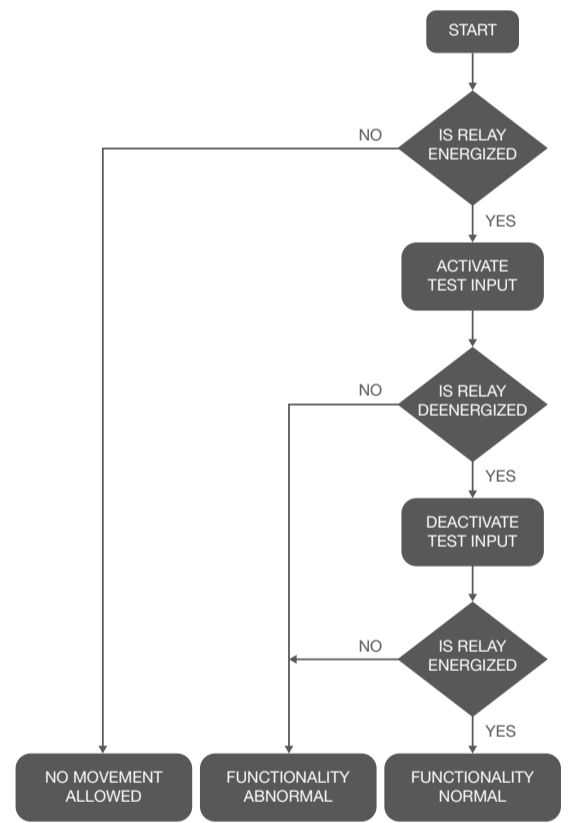 START
IS RELAY
ENERGIZED
NO
YES
ACTIVATE
TEST INPUT
IS RELAY
DEENERGIZED
NO
YES
DEACTIVATE
TEST INPUT
IS RELAY
ENERGIZED
NO
YES
NO MOVEMENT
ALLOWED
FUNCTIONALITY
ABNORMAL
FUNCTIONALITY
NORMAL